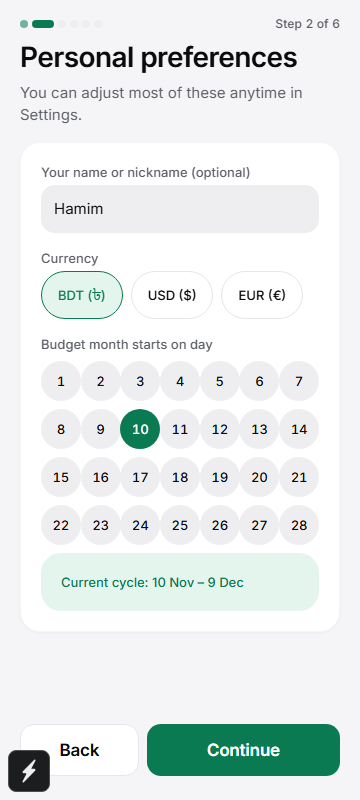 Step 2 of 6
Personal preferences
You can adjust most of these anytime in
Settings.
Your name or nickname (optional)
Hamim
Currency
BDT (৳) USD ($) EUR (€)
Budget month starts on day
1 2 3 4 5 6 7
8 9 10 11 12 13 14
15 16 17 18 19 20 21
22 23 24 25 26 27 28
Current cycle: 10 Nov – 9 Dec
Back Continue